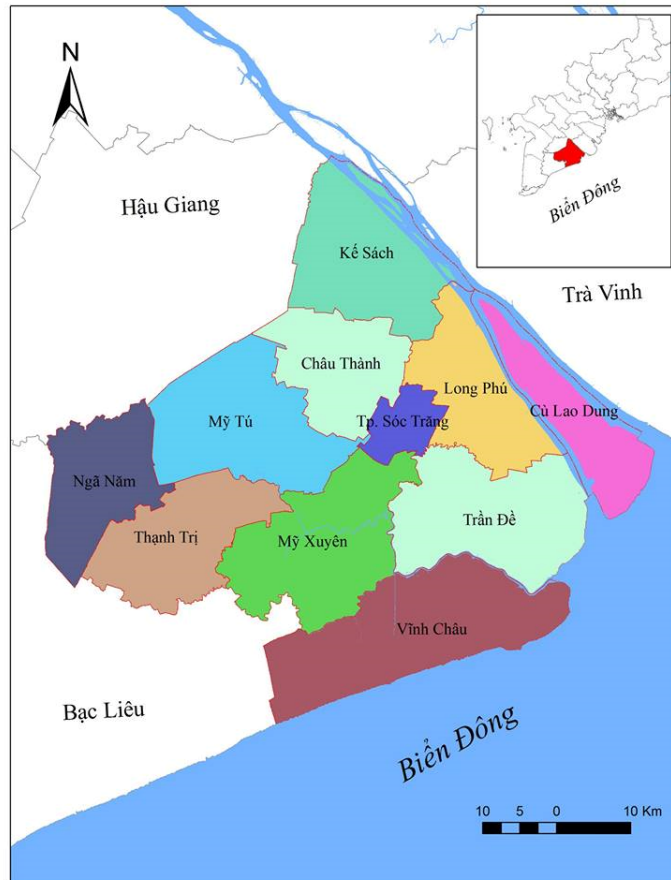 N
Biển Đông
Hậu Giang
Kế Sách
Trà Vinh
Châu Thành
Long Phú
Mỹ Tú
Tp. Sóc Trăng
Cù Lao Dung
Ngã Năm
Thạnh Trị
Mỹ Xuyên
Trần Đề
Vĩnh Châu
Bạc Liêu
Biển Đông
10 5 0 10 Km